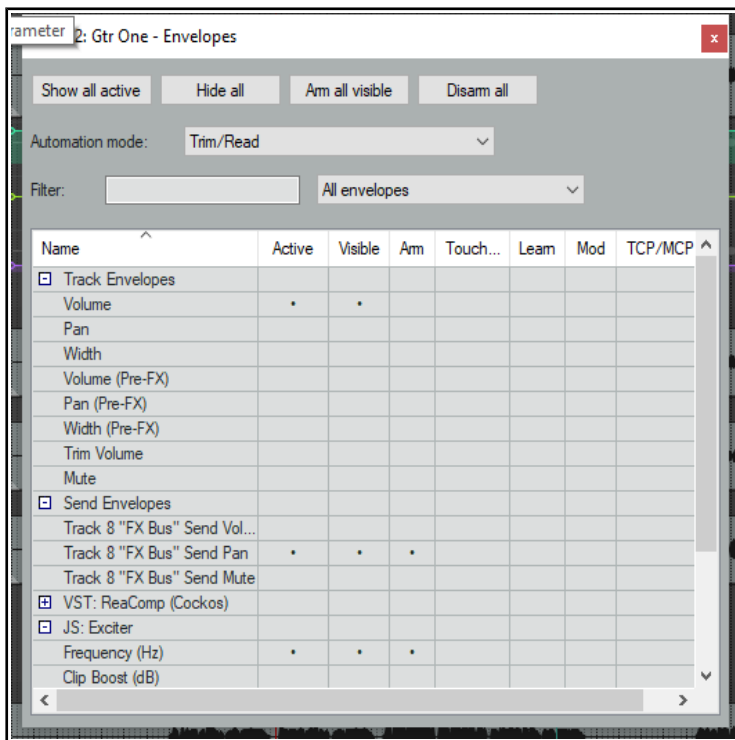 rameter
2: Gtr One - Envelopes
x
Show all active Hide all Arm all visible Disarm all
Automation mode: Trim/Read
Filter: All envelopes
Name Active Visible Arm Touch... Learn Mod TCP/MCP
Track Envelopes
Volume • •
Pan
Width
Volume (Pre-FX)
Pan (Pre-FX)
Width (Pre-FX)
Trim Volume
Mute
Send Envelopes
Track 8 "FX Bus" Send Vol...
Track 8 "FX Bus" Send Pan • • •
Track 8 "FX Bus" Send Mute
VST: ReaComp (Cockos)
JS: Exciter
Frequency (Hz) • • •
Clip Boost (dB)